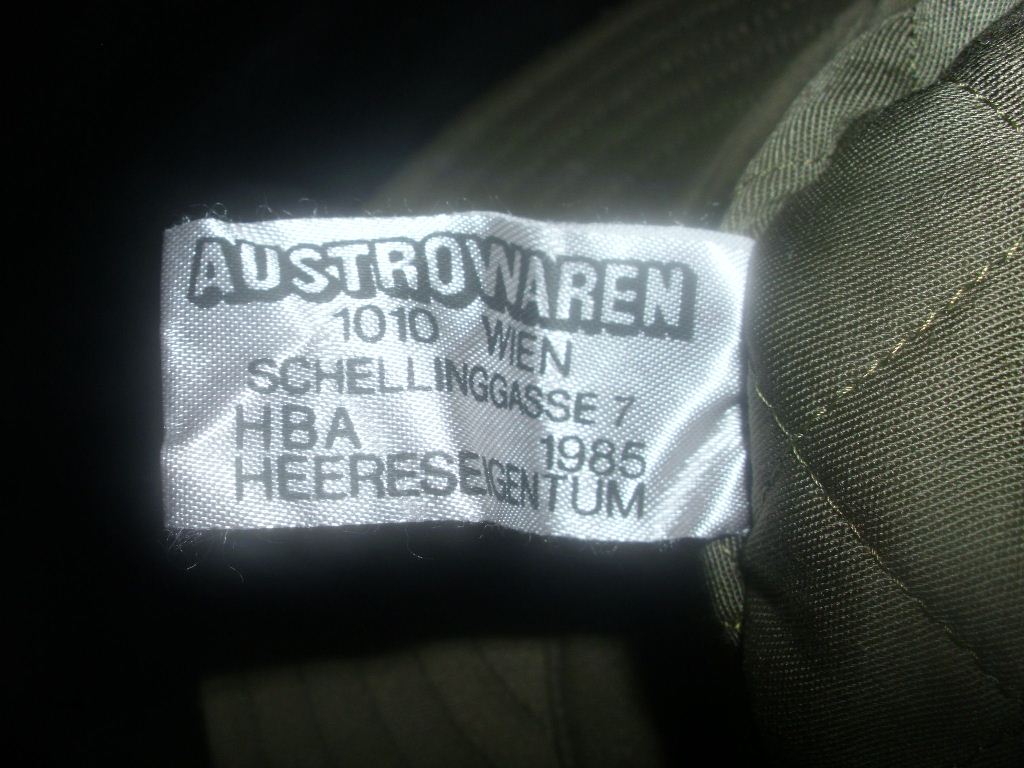 AUSTROWAREN
1010 WIEN
SCHELLINGGASSE 7
HBA 1985
HEERESEIGENTUM